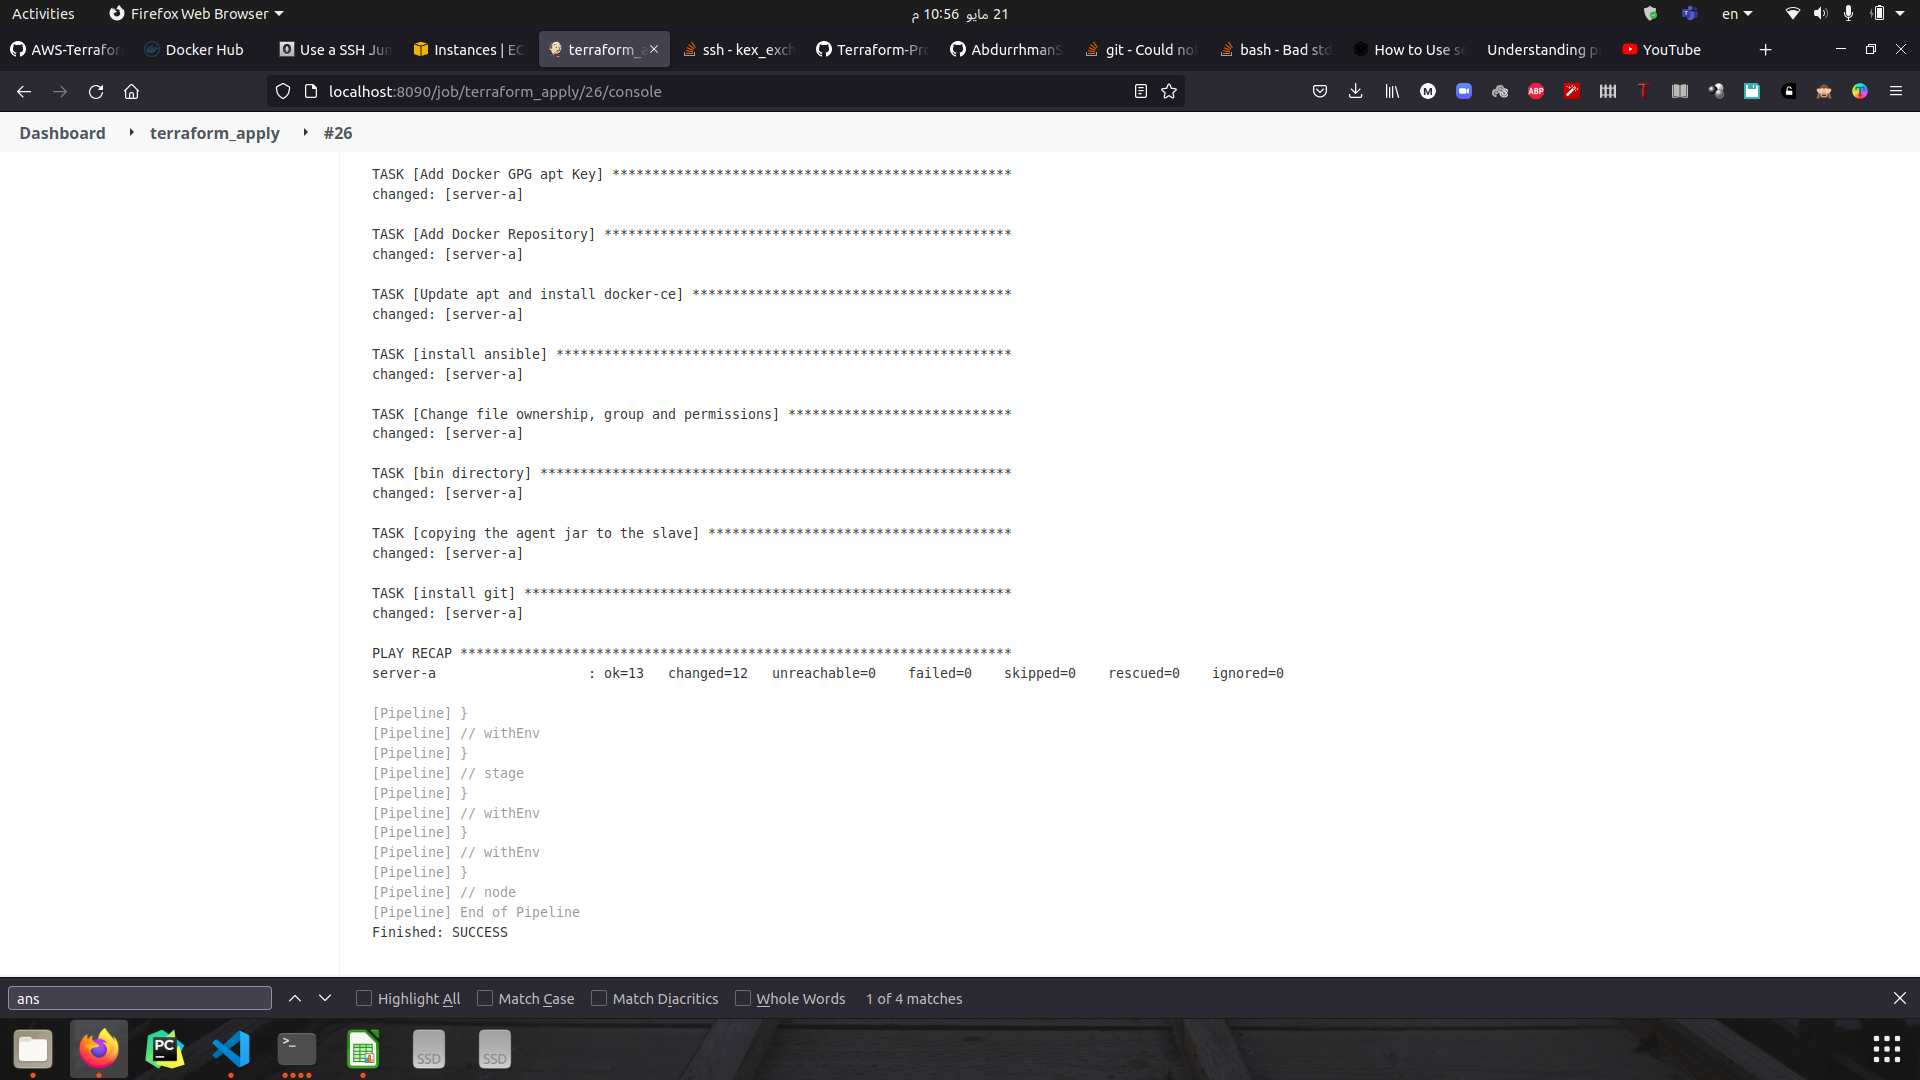 Activities
Firefox Web Browser
21 مايو 10:56 م
en
AWS-Terrafor
Docker Hub
Use a SSH Jun
Instances | EC
terraform_a
ssh - kex_exch
Terraform-Pro
AbdurrhmanS
git - Could not
bash - Bad std
How to Use se
Understanding p
YouTube
localhost:8090/job/terraform_apply/26/console
ABP
Dashboard
terraform_apply
#26
TASK [Add Docker GPG apt Key] **************************************************
changed: [server-a]
TASK [Add Docker Repository] ***************************************************
changed: [server-a]
TASK [Update apt and install docker-ce] ****************************************
changed: [server-a]
TASK [install ansible] *********************************************************
changed: [server-a]
TASK [Change file ownership, group and permissions] ****************************
changed: [server-a]
TASK [bin directory] ***********************************************************
changed: [server-a]
TASK [copying the agent jar to the slave] **************************************
changed: [server-a]
TASK [install git] *************************************************************
changed: [server-a]
PLAY RECAP *********************************************************************
server-a : ok=13 changed=12 unreachable=0 failed=0 skipped=0 rescued=0 ignored=0
[Pipeline] }
[Pipeline] // withEnv
[Pipeline] }
[Pipeline] // stage
[Pipeline] }
[Pipeline] // withEnv
[Pipeline] }
[Pipeline] // withEnv
[Pipeline] }
[Pipeline] // node
[Pipeline] End of Pipeline
Finished: SUCCESS
ans
Highlight All
Match Case
Match Diacritics
Whole Words
1 of 4 matches
PC
>_
SSD
SSD